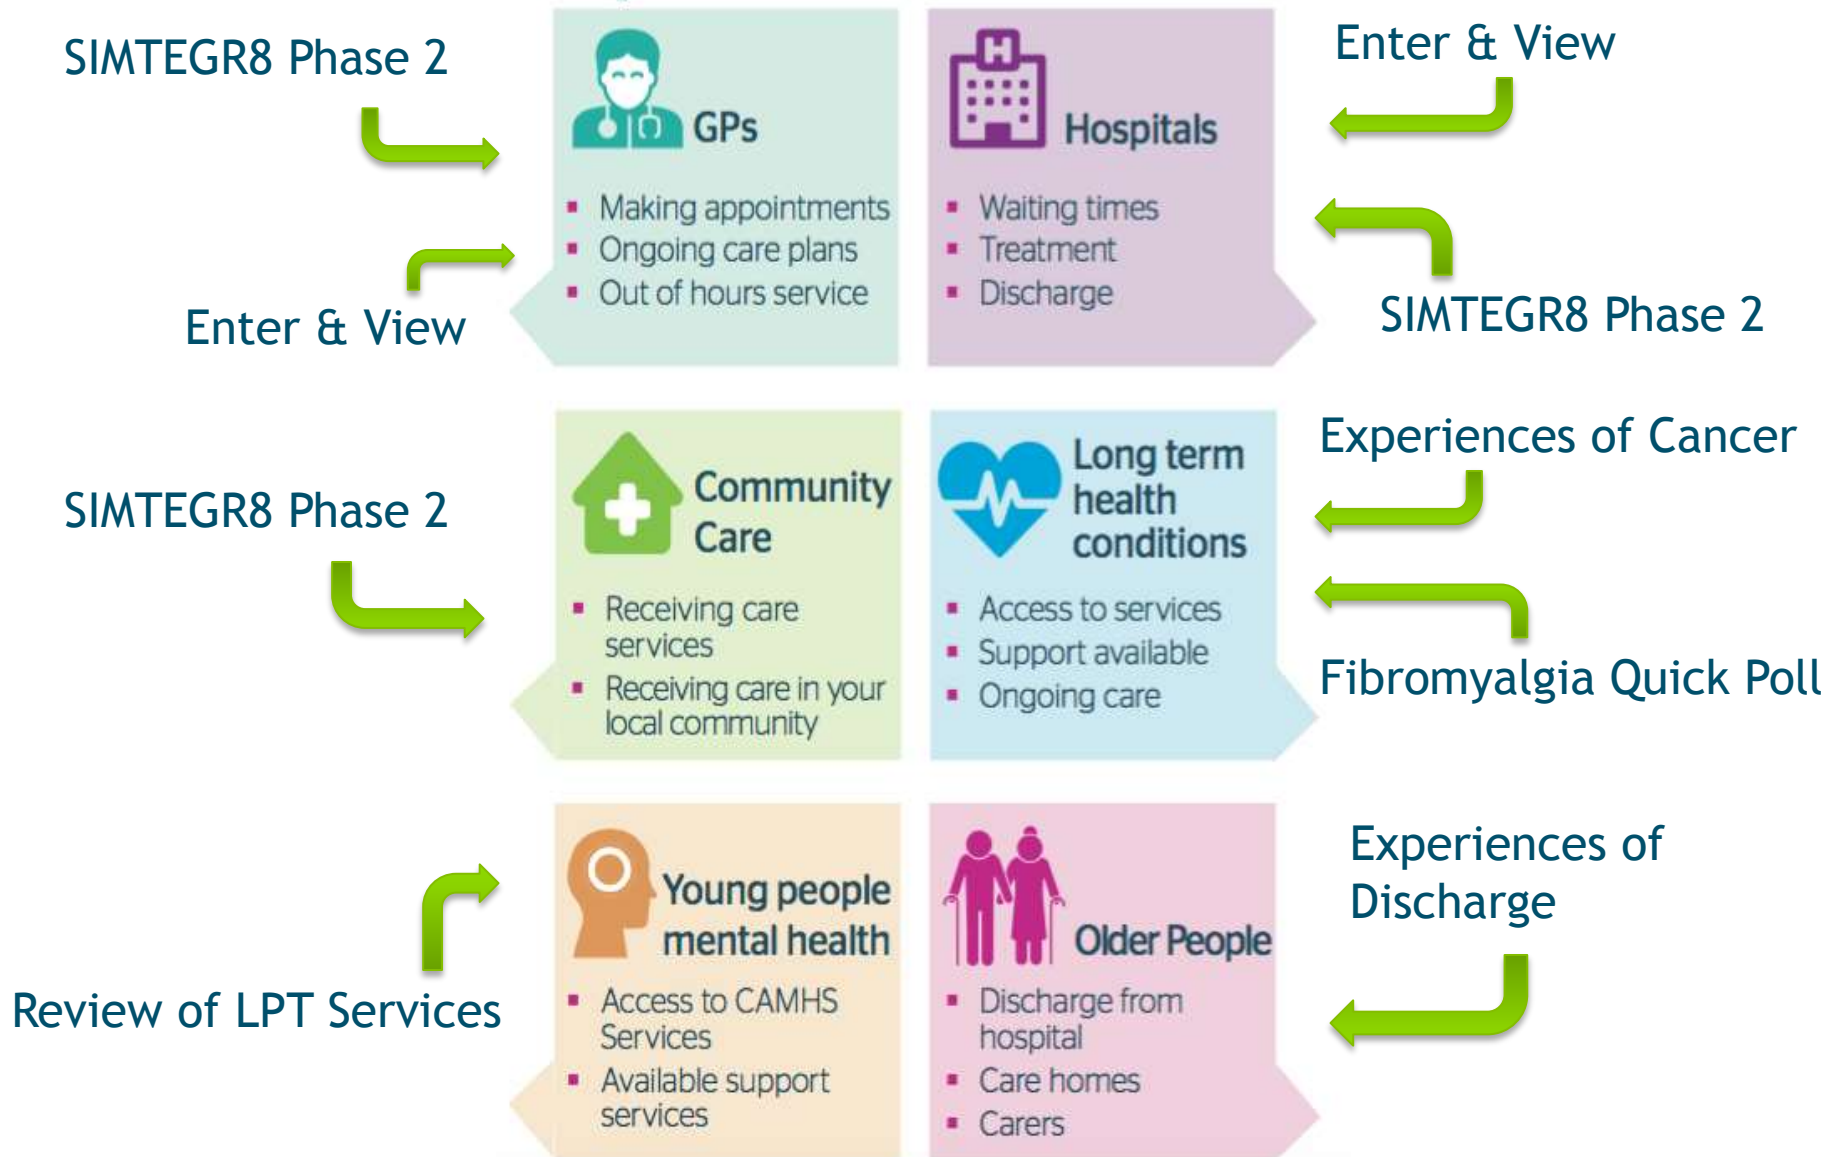 SIMTEGR8 Phase 2
Enter & View
GPs
▪ Making appointments
▪ Ongoing care plans
▪ Out of hours service
Hospitals
▪ Waiting times
▪ Treatment
▪ Discharge
Enter & View
SIMTEGR8 Phase 2
SIMTEGR8 Phase 2
Community
Care
▪ Receiving care
services
▪ Receiving care in your
local community
Long term
health
conditions
▪ Access to services
▪ Support available
▪ Ongoing care
Experiences of Cancer
Fibromyalgia Quick Poll
Review of LPT Services
Young people
mental health
▪ Access to CAMHS
Services
▪ Available support
services
Older People
▪ Discharge from
hospital
▪ Care homes
▪ Carers
Experiences of
Discharge